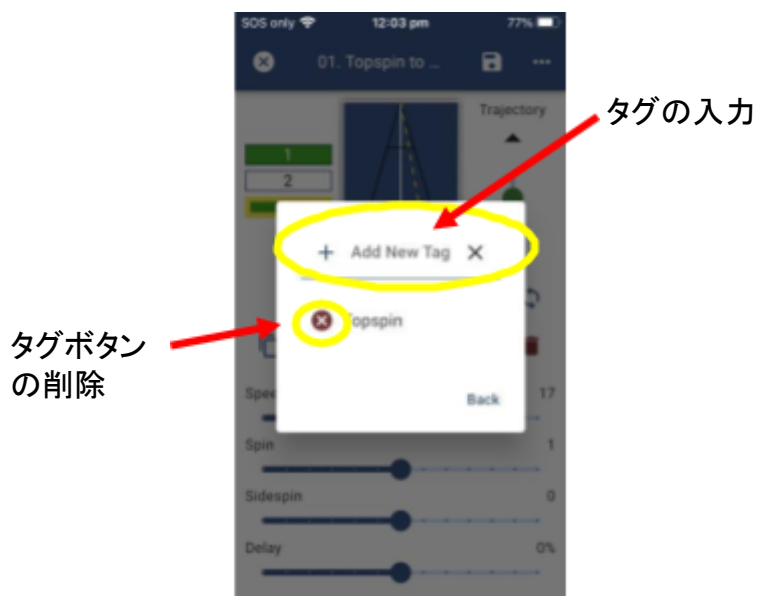 SOS only 12:03 pm 77%
01. Topspin to ...
Trajectory
タグの入力
1
2
+ Add New Tag ×
Topspin
タグボタン
の削除
Back
Spee 17
Spin 1
Sidespin 0
Delay 0%